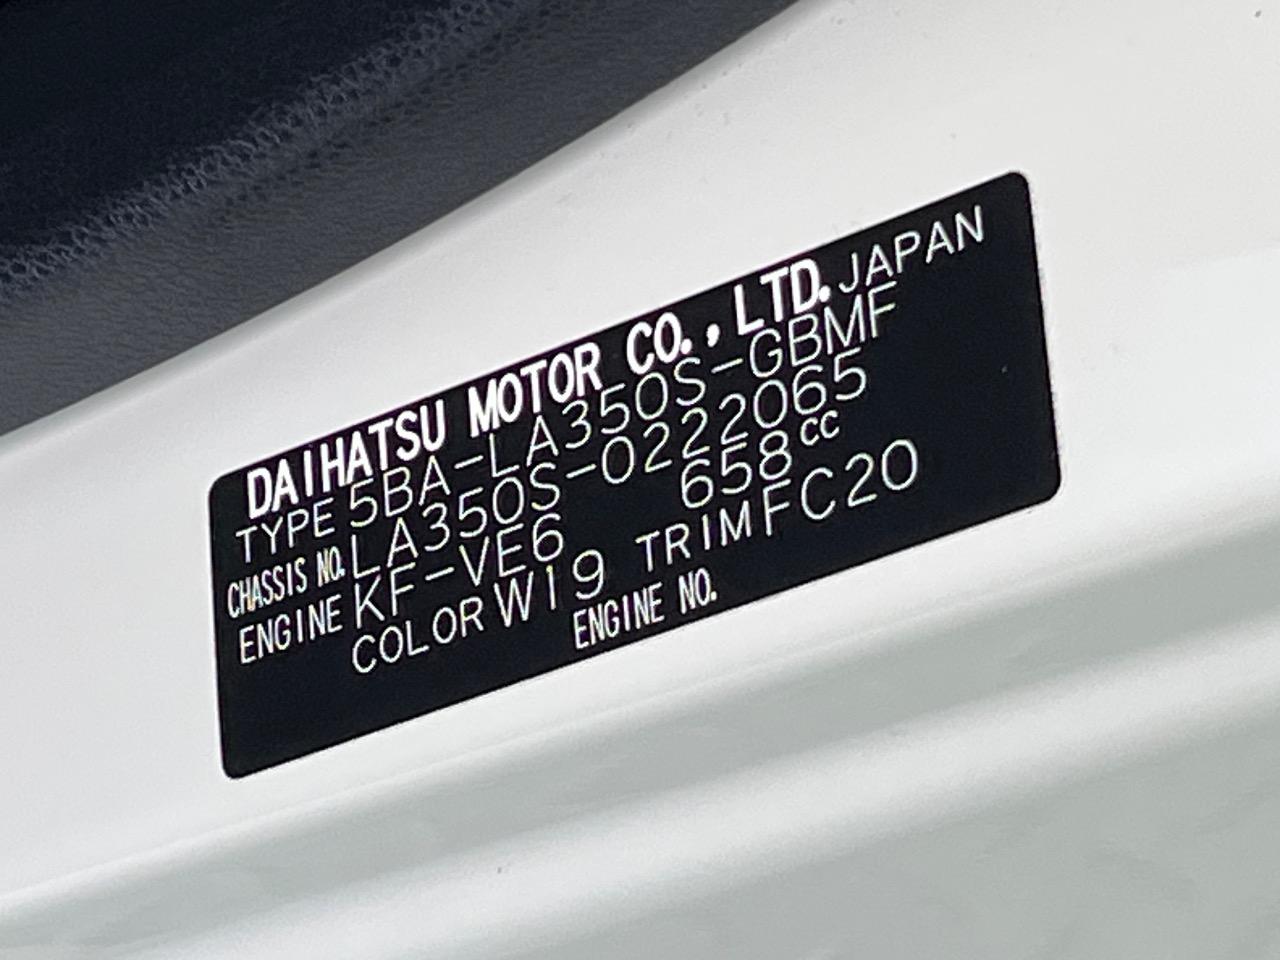 DAIHATSU MOTOR CO., LTD. JAPAN
TYPE 5BA-LA350S-GBMF
CHASSIS NO. LA350S-0222065
ENGINE KF-VE6 658cc
COLOR W19 TRIM FC20
ENGINE NO.